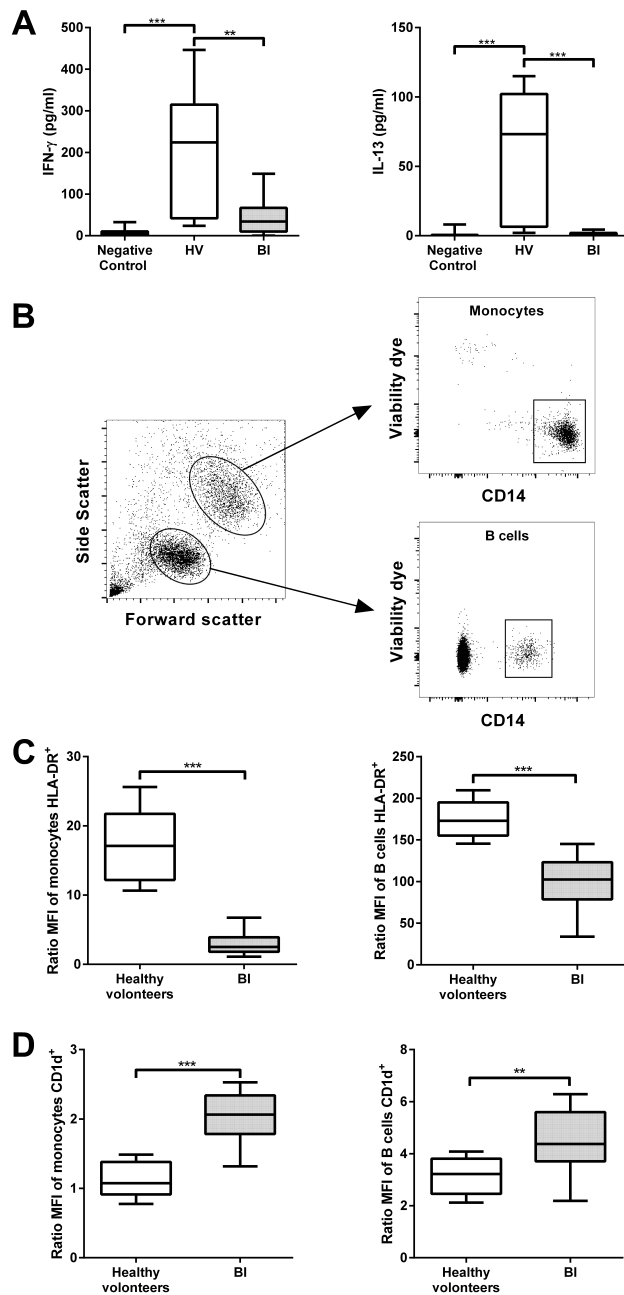 A
IFN-γ (pg/ml)
500
400
300
200
100
0
***
**
Negative
Control
HV
BI
IL-13 (pg/ml)
150
100
50
0
***
***
Negative
Control
HV
BI
B
Side Scatter
Forward scatter
Monocytes
Viability dye
CD14
B cells
Viability dye
CD14
C
Ratio MFI of monocytes HLA-DR+
30
20
10
0
***
Healthy
volonteers
BI
Ratio MFI of B cells HLA-DR+
250
200
150
100
50
0
***
Healthy
volonteers
BI
D
Ratio MFI of monocytes CD1d+
3
2
1
0
***
Healthy
volonteers
BI
Ratio MFI of B cells CD1d+
8
6
4
2
0
**
Healthy
volonteers
BI